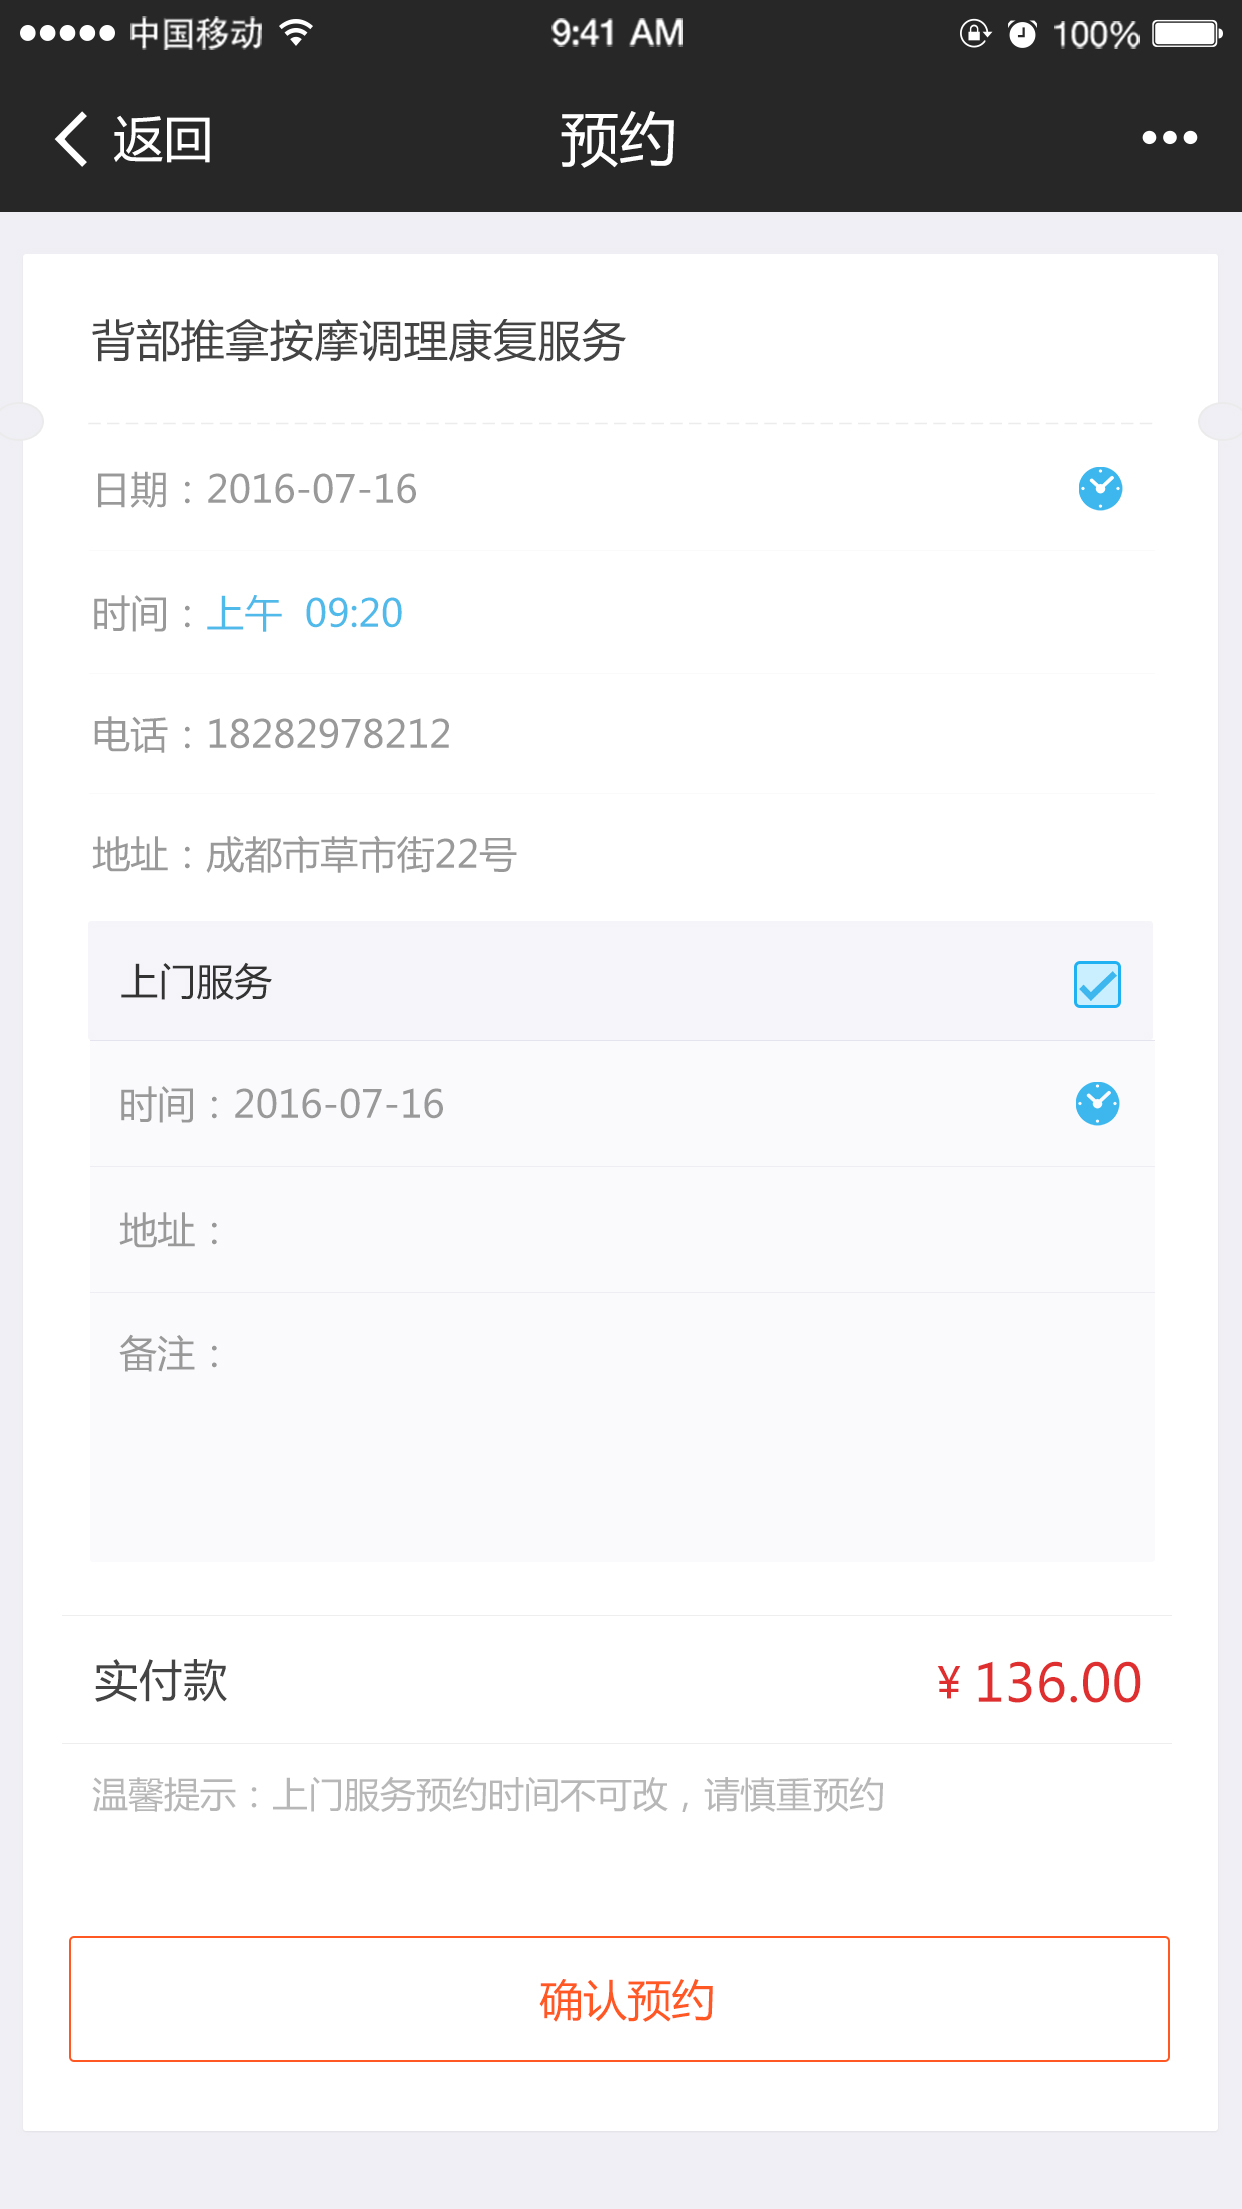 中国移动 9:41 AM 100%
返回 预约
背部推拿按摩调理康复服务
日期：2016-07-16
时间：上午 09:20
电话：18282978212
地址：成都市草市街22号
上门服务
时间：2016-07-16
地址：
备注：
实付款 ¥ 136.00
温馨提示：上门服务预约时间不可改，请慎重预约
确认预约